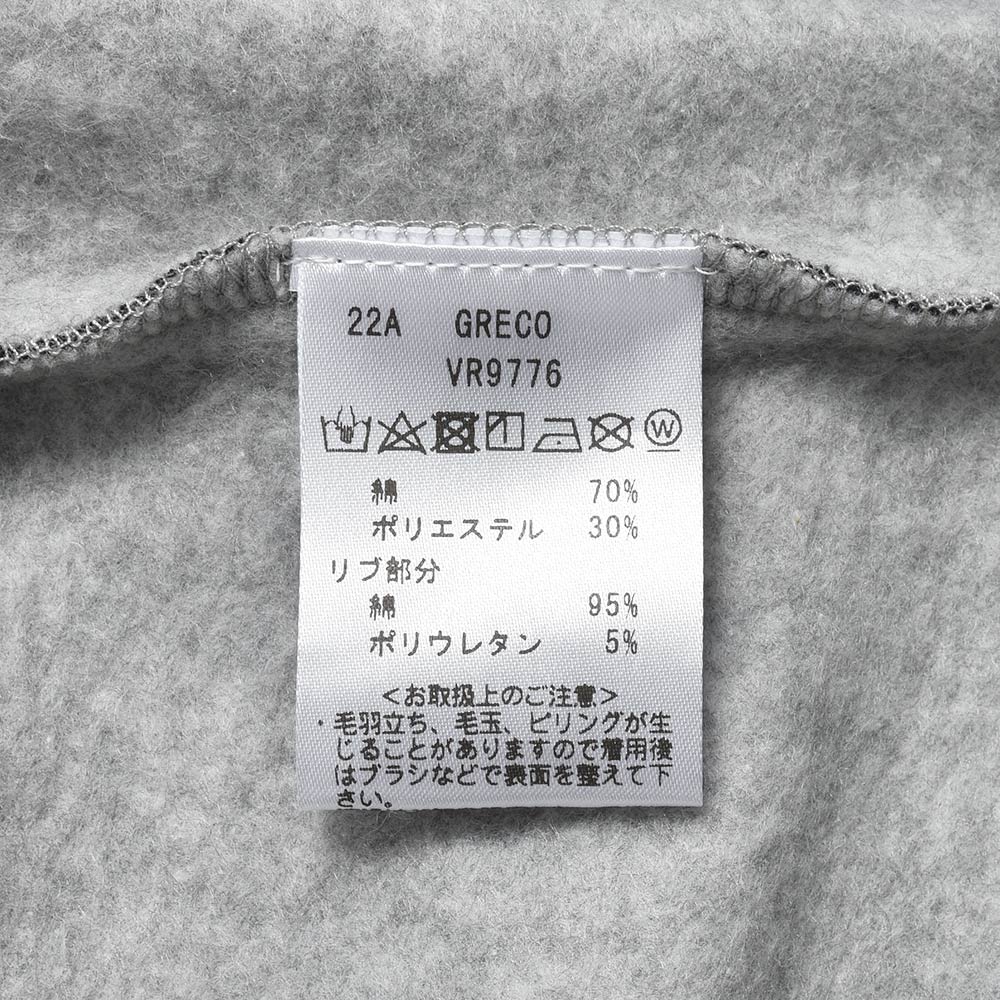 22A GRECO
VR9776
W
綿 70%
ポリエステル 30%
リブ部分
綿 95%
ポリウレタン 5%
<お取扱上のご注意>
・毛羽立ち、毛玉、ピリングが生
じることがありますので着用後
はブラシなどで表面を整えて下
さい。